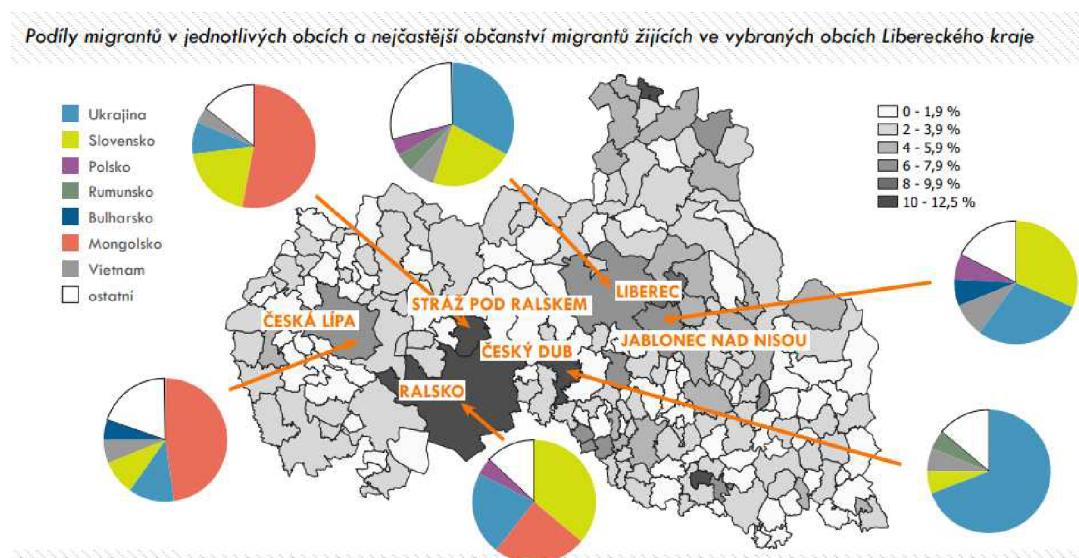 Podíly migrantů v jednotlivých obcích a nejčastější občanství migrantů žijících ve vybraných obcích Libereckého kraje
Ukrajina
Slovensko
Polsko
Rumunsko
Bulharsko
Mongolsko
Vietnam
ostatní
0 - 1,9 %
2 - 3,9 %
4 - 5,9 %
6 - 7,9 %
8 - 9,9 %
10 - 12,5 %
LIBEREC
STRÁŽ POD RALSKEM
ČESKÁ LÍPA
JABLONEC NAD NISOU
ČESKÝ DUB
RALSKO